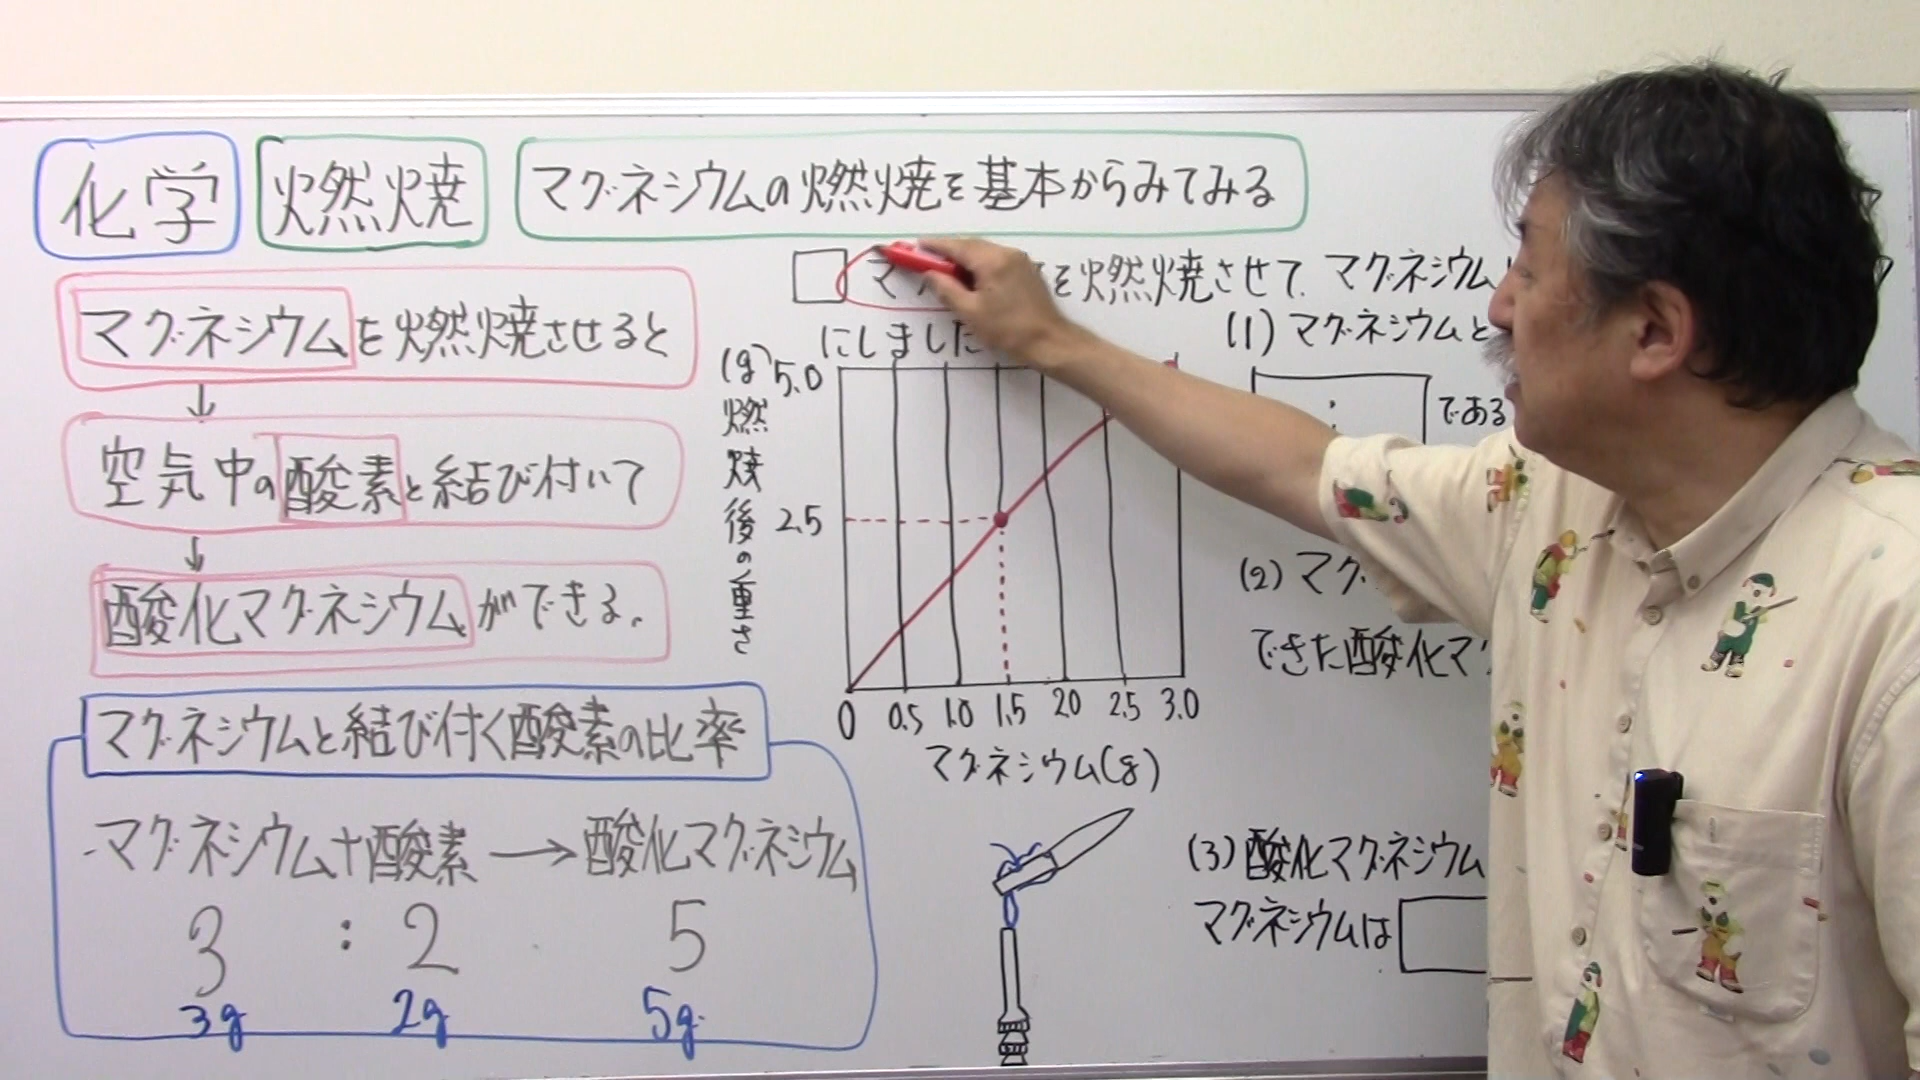 化学
燃焼
マグネシウムの燃焼を基本からみてみる
マグネシウムを燃焼させると
↓
空気中の酸素と結び付いて
↓
酸化マグネシウムができる.
マグネシウムと結び付く酸素の比率
マグネシウム+酸素→酸化マグネシウム
3 : 2 5
3g 2g 5g
を燃焼させて. マグネシウム
にしました
(g)
燃焼後の重さ
5.0
2.5
0 0.5 1.0 1.5 2.0 2.5 3.0
マグネシウム(g)
(1) マグネシウムと
:
である
(2) マグ
できた酸化マ
(3) 酸化マグネシウム
マグネシウムは